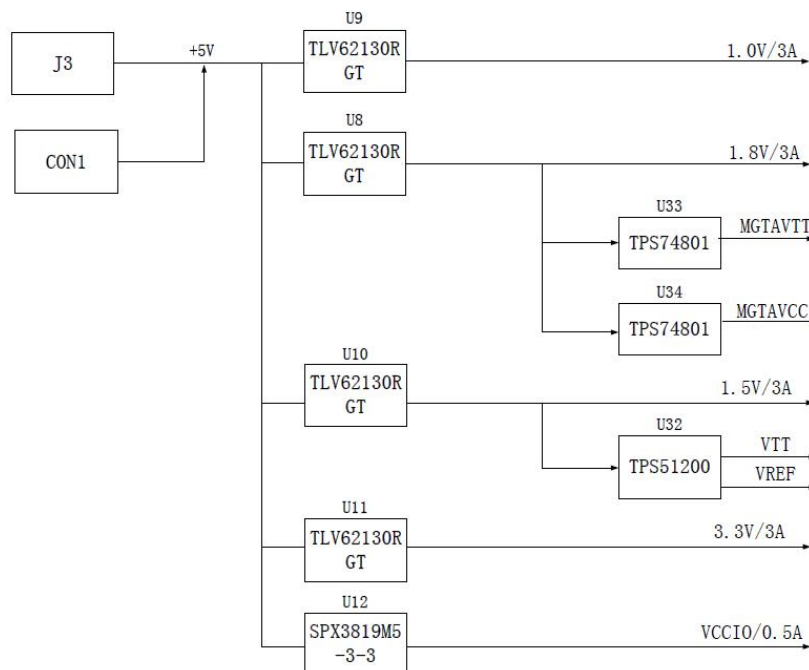 U9
J3
+5V
TLV62130R
GT
1.0V/3A
U8
CON1
TLV62130R
GT
1.8V/3A
U33
TPS74801
MGTAVTT
U34
TPS74801
MGTAVCC
U10
TLV62130R
GT
1.5V/3A
U32
TPS51200
VTT
VREF
U11
TLV62130R
GT
3.3V/3A
U12
SPX3819M5
-3-3
VCCIO/0.5A